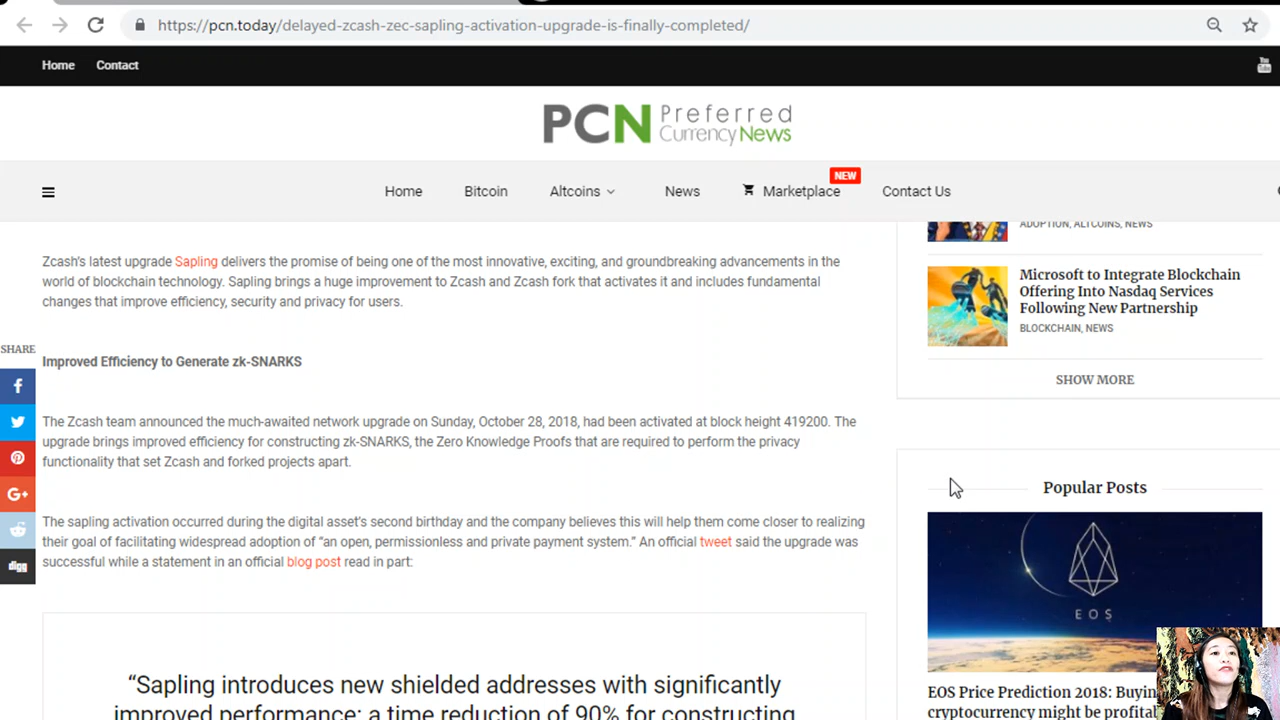 https://pcn.today/delayed-zcash-zec-sapling-activation-upgrade-is-finally-completed/
Home Contact
You
Tube
PCN Preferred
Currency News
Home Bitcoin Altcoins News Marketplace NEW Contact Us
Zcash's latest upgrade Sapling delivers the promise of being one of the most innovative, exciting, and groundbreaking advancements in the
world of blockchain technology. Sapling brings a huge improvement to Zcash and Zcash fork that activates it and includes fundamental
changes that improve efficiency, security and privacy for users.
SHARE
Improved Efficiency to Generate zk-SNARKS
The Zcash team announced the much-awaited network upgrade on Sunday, October 28, 2018, had been activated at block height 419200. The
upgrade brings improved efficiency for constructing zk-SNARKS, the Zero Knowledge Proofs that are required to perform the privacy
functionality that set Zcash and forked projects apart.
G+
digg
The sapling activation occurred during the digital asset's second birthday and the company believes this will help them come closer to realizing
their goal of facilitating widespread adoption of “an open, permissionless and private payment system.” An official tweet said the upgrade was
successful while a statement in an official blog post read in part:
“Sapling introduces new shielded addresses with significantly
improved performance: a time reduction of 90% for constructing
ADOPTION, ALTCOINS, NEWS
Microsoft to Integrate Blockchain
Offering Into Nasdaq Services
Following New Partnership
BLOCKCHAIN, NEWS
SHOW MORE
Popular Posts
EOS
EOS Price Prediction 2018: Buyin
cryptocurrency might be profital